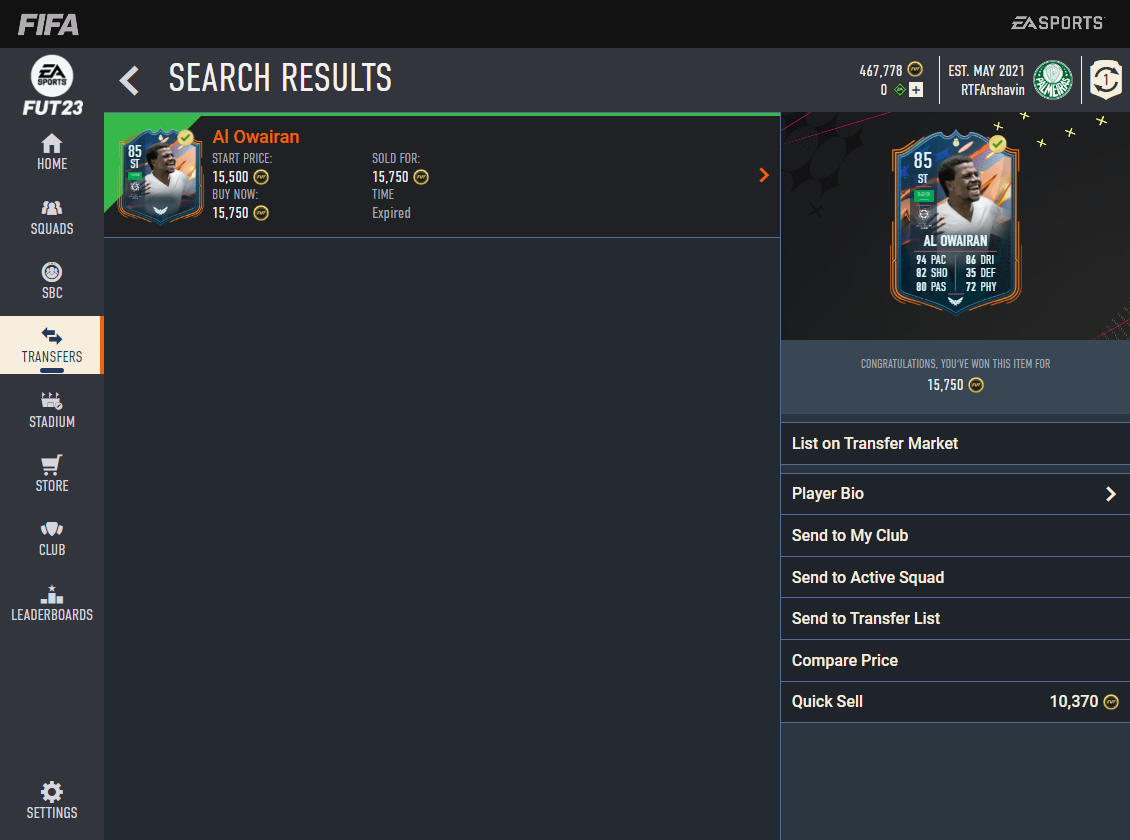 FIFA
EA SPORTS
EA SPORTS
FUT23
SEARCH RESULTS
467,778
0
EST. MAY 2021
RTFArshavin
PALMEIRAS
1
HOME
SQUADS
SBC
TRANSFERS
STADIUM
STORE
CLUB
LEADERBOARDS
SETTINGS
85
ST
Al Owairan
START PRICE:
15,500
BUY NOW:
15,750
SOLD FOR:
15,750
TIME
Expired
85
ST
AL OWAIRAN
94 PAC 86 DRI
82 SHO 35 DEF
80 PAS 72 PHY
CONGRATULATIONS, YOU'VE WON THIS ITEM FOR
15,750
List on Transfer Market
Player Bio
Send to My Club
Send to Active Squad
Send to Transfer List
Compare Price
Quick Sell 10,370